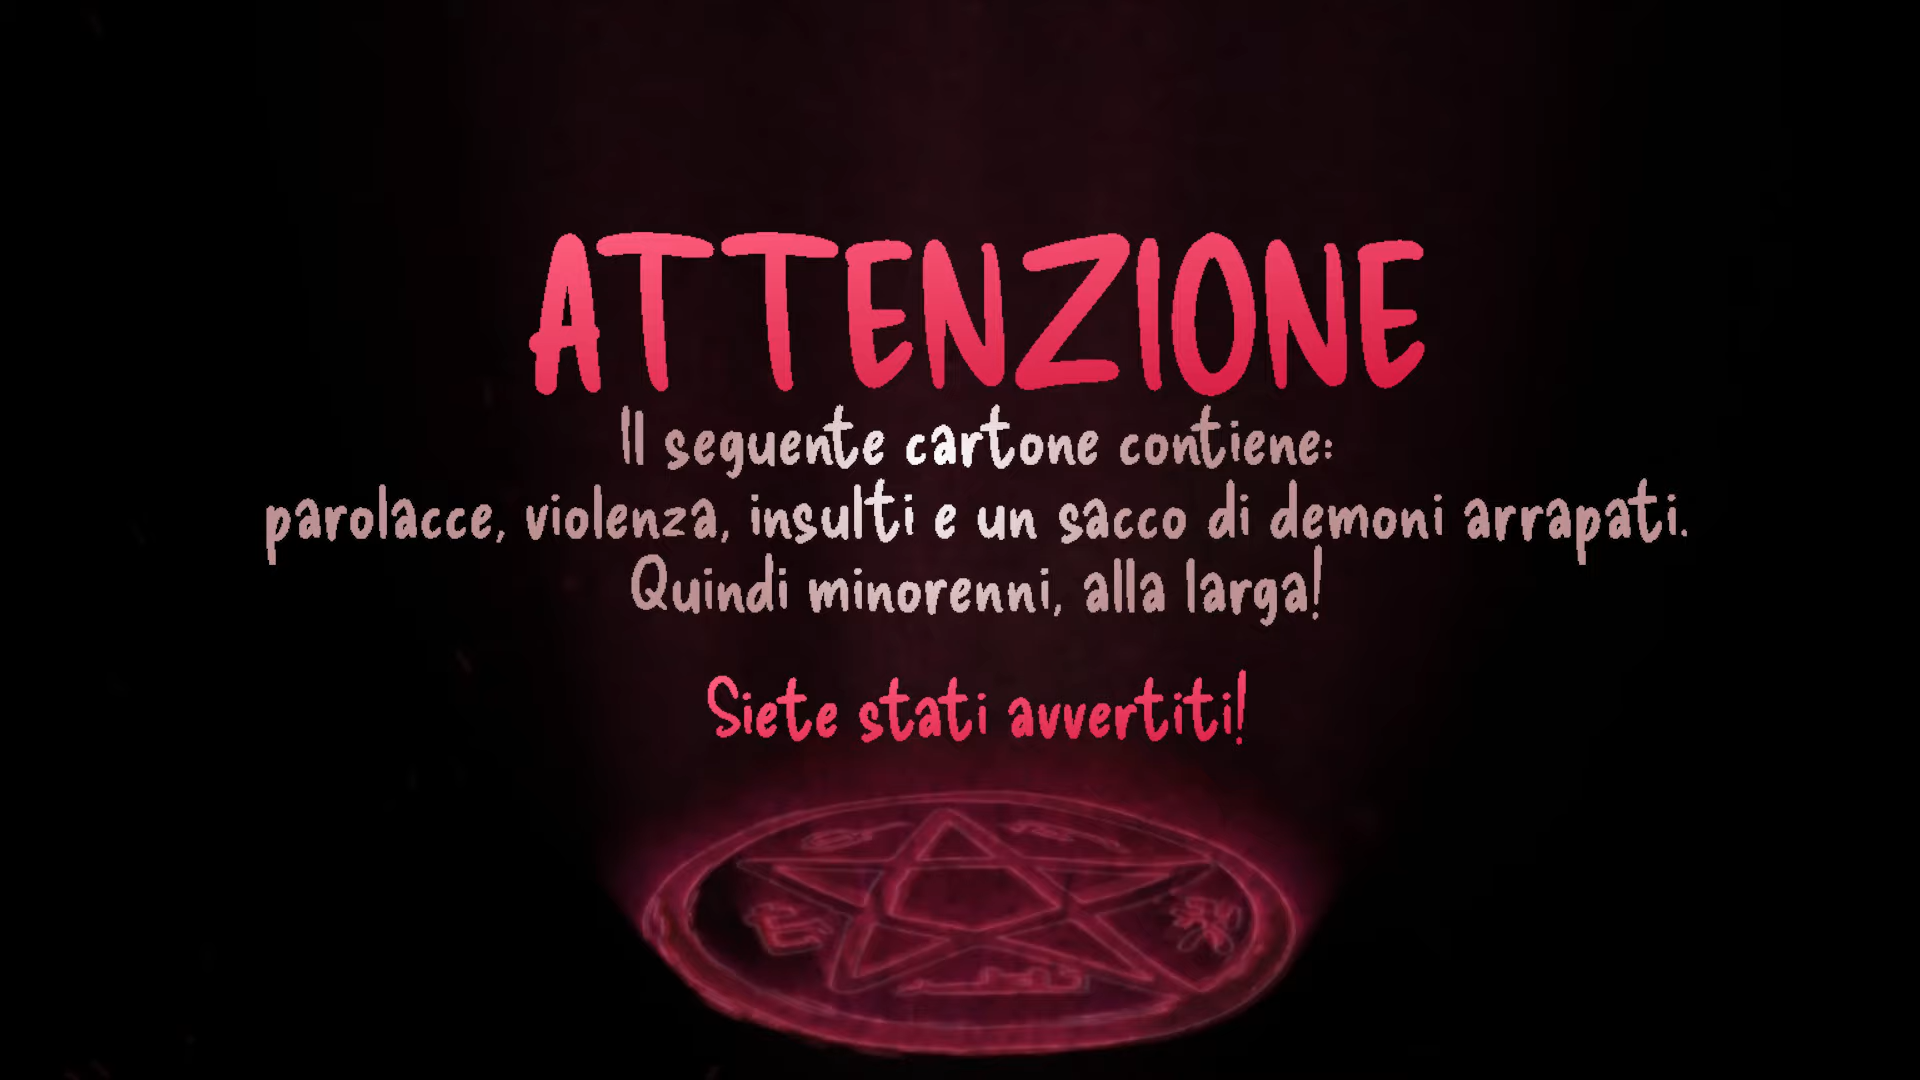 ATTENZIONE
Il seguente cartone contiene:
parolacce, violenza, insulti e un sacco di demoni arrapati.
Quindi minorenni, alla larga!
Siete stati avvertiti!